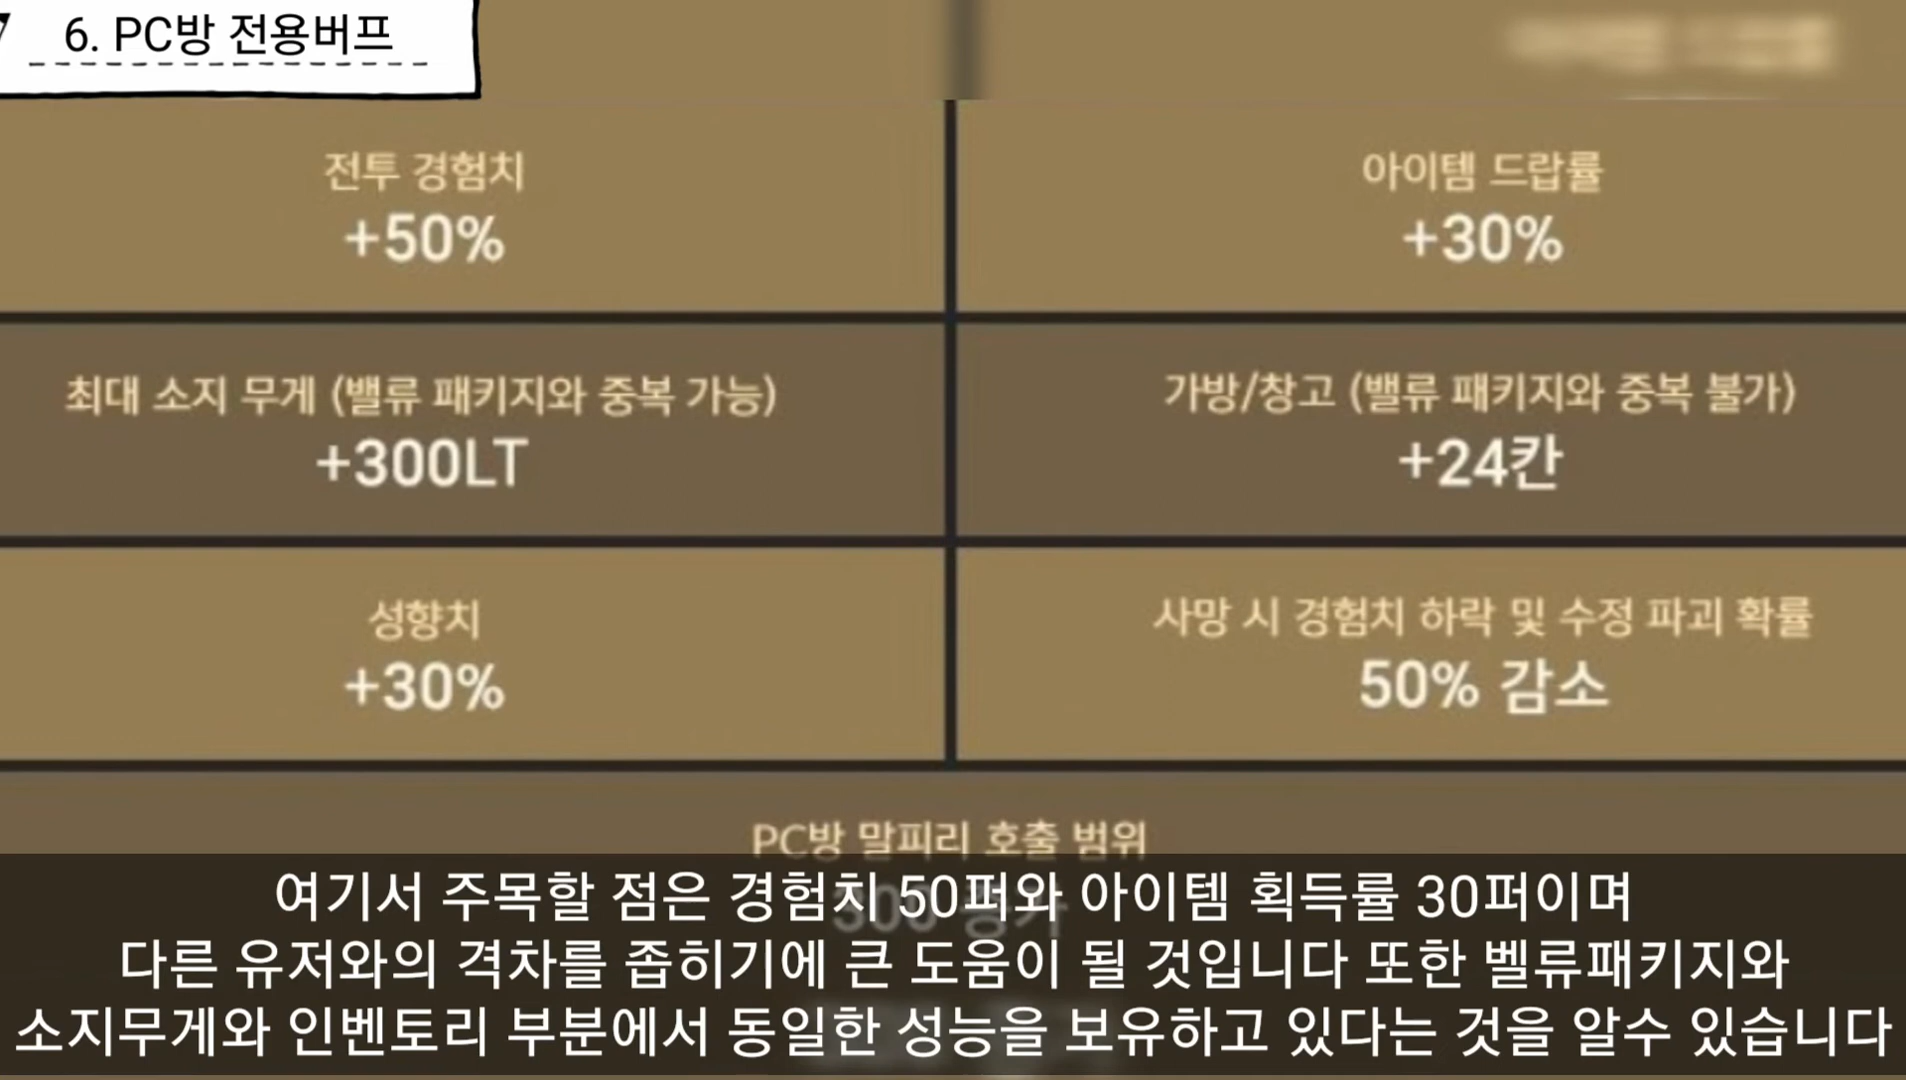 6. PC방 전용버프
전투 경험치
+50%
아이템 드랍률
+30%
최대 소지 무게 (밸류 패키지와 중복 가능)
+300LT
가방/창고 (밸류 패키지와 중복 불가)
+24칸
성향치
+30%
사망 시 경험치 하락 및 수정 파괴 확률
50% 감소
PC방 말피리 호출 범위
여기서 주목할 점은 경험치 50퍼와 아이템 획득률 30퍼이며
다른 유저와의 격차를 좁히기에 큰 도움이 될 것입니다 또한 벨류패키지와
소지무게와 인벤토리 부분에서 동일한 성능을 보유하고 있다는 것을 알수 있습니다